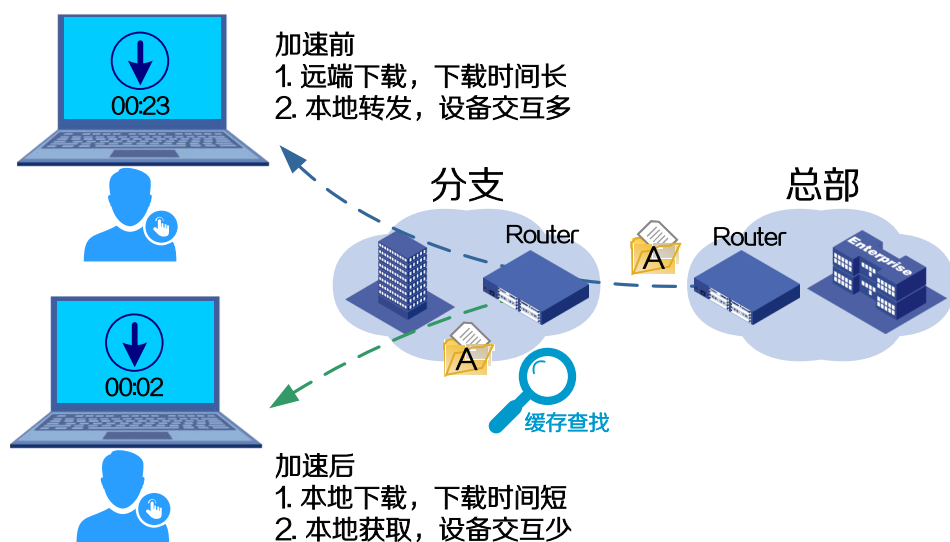 00:23
加速前
1. 远端下载，下载时间长
2. 本地转发，设备交互多
分支
总部
Router
Router
A
Enterprise
A
缓存查找
00:02
加速后
1. 本地下载，下载时间短
2. 本地获取，设备交互少